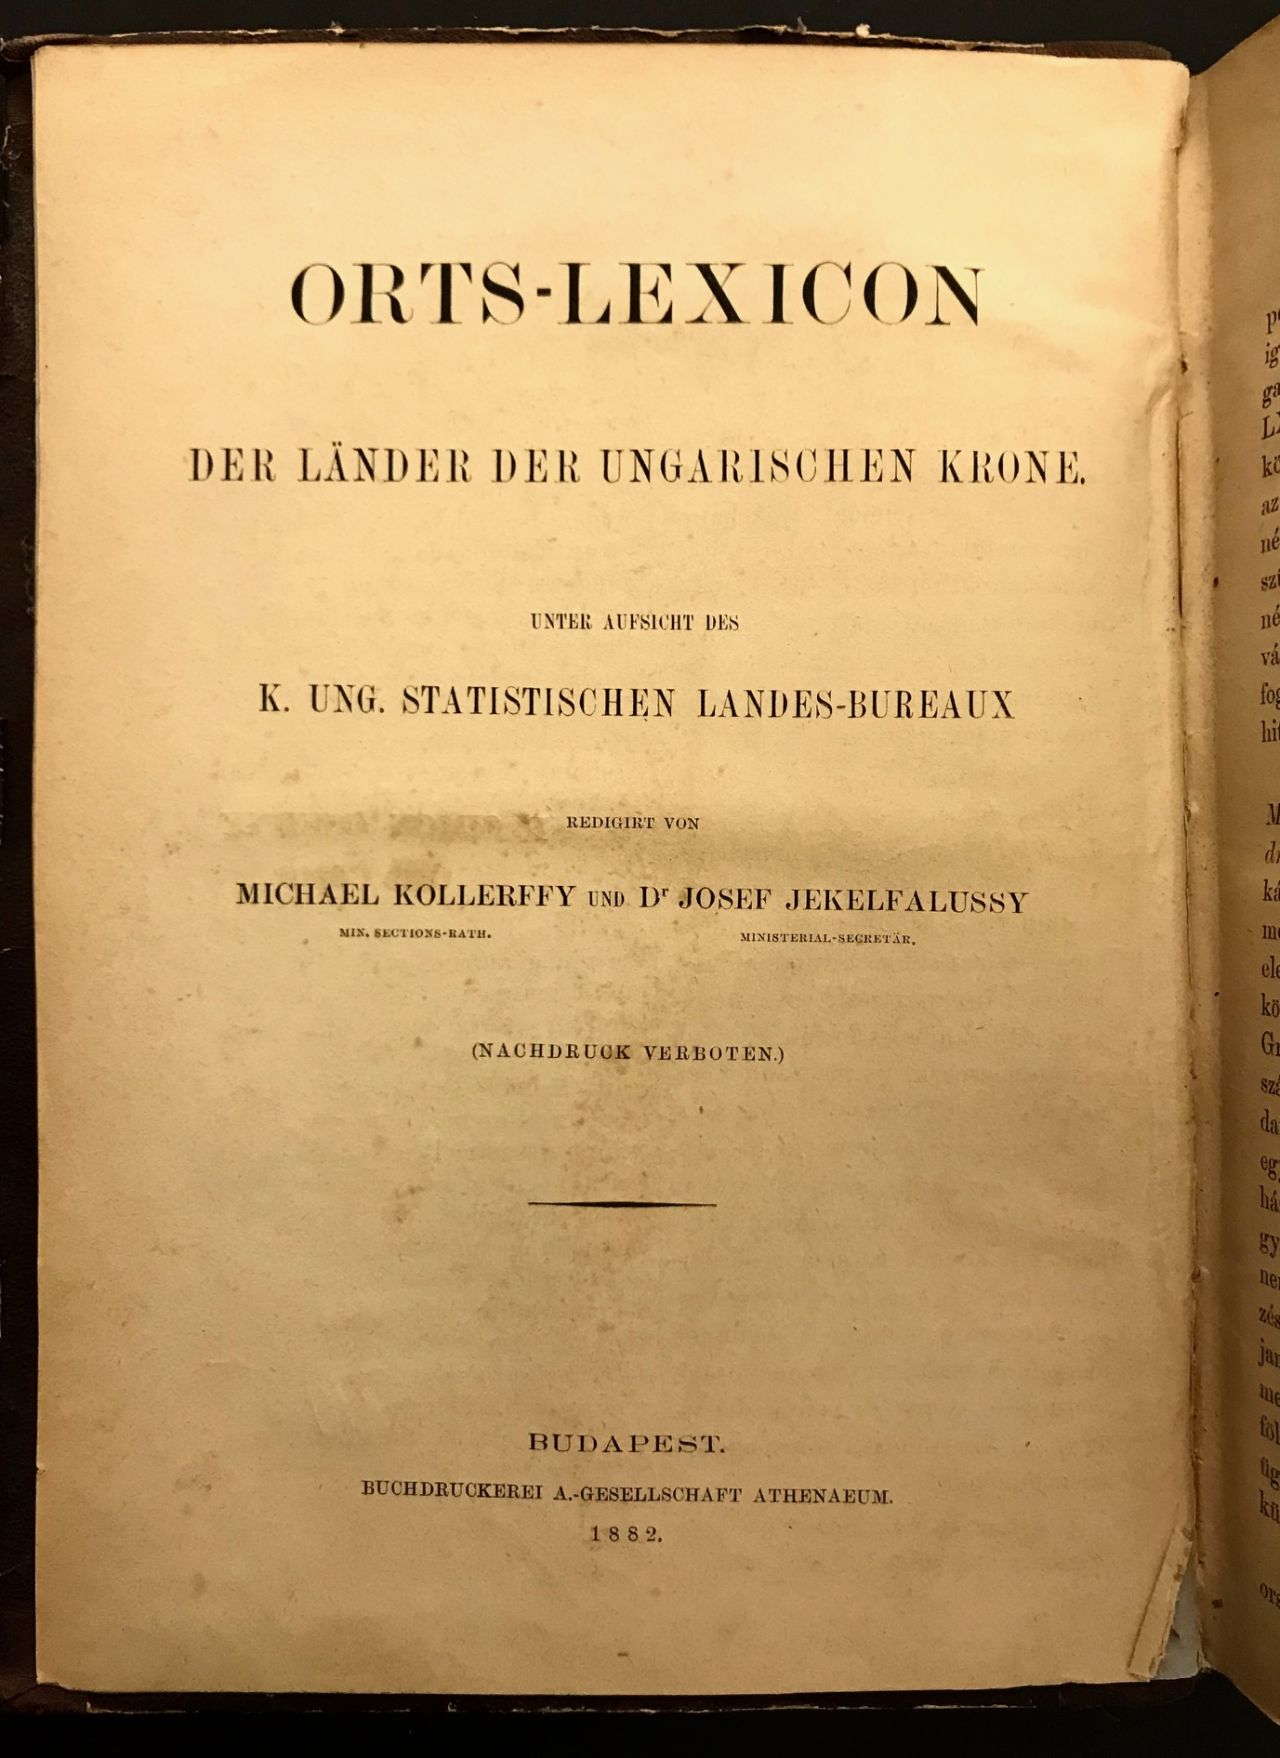 ORTS-LEXICON
DER LÄNDER DER UNGARISCHEN KRONE.
UNTER AUFSICHT DES
K. UNG. STATISTISCHEN LANDES-BUREAUX
REDIGIRT VON
MICHAEL KOLLERFFY UND Dr JOSEF JEKELFALUSSY
MIN. SECTIONS-RATH. MINISTERIAL-SECRETÄR.
(NACHDRUCK VERBOTEN.)
BUDAPEST.
BUCHDRUCKEREI A.-GESELLSCHAFT ATHENAEUM.
1882.